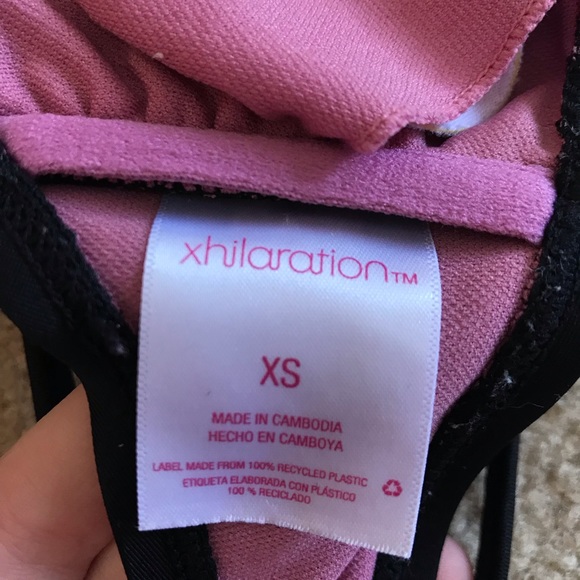 xhilaration™
XS
MADE IN CAMBODIA
HECHO EN CAMBOYA
LABEL MADE FROM 100% RECYCLED PLASTIC
ETIQUETA ELABORADA CON PLÁSTICO
100 % RECICLADO